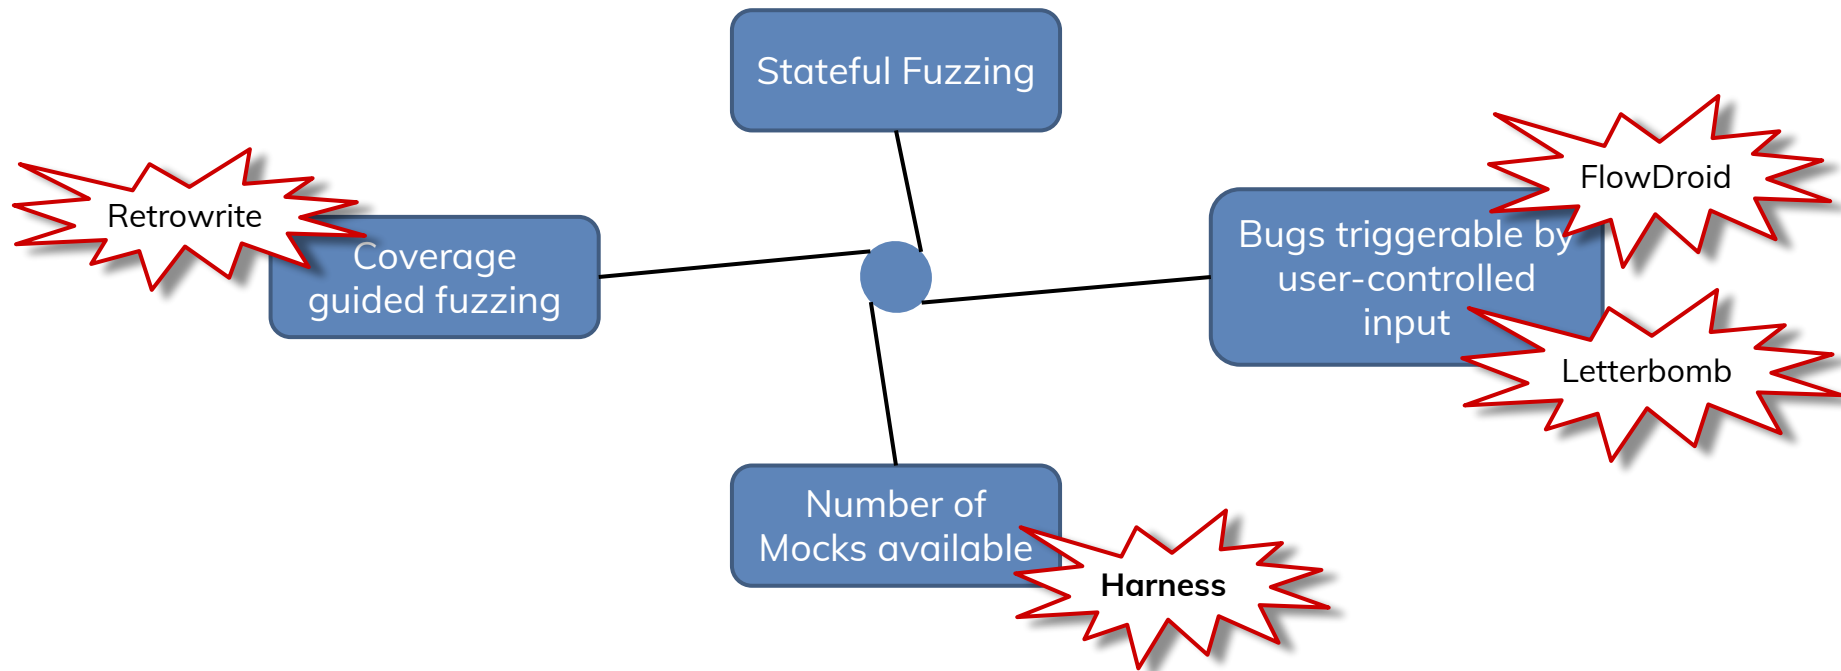 Stateful Fuzzing
Retrowrite
Coverage
guided fuzzing
FlowDroid
Bugs triggerable by
user-controlled
input
Letterbomb
Number of
Mocks available
Harness